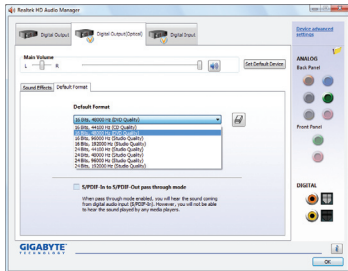 Realtek HD Audio Manager
Digital Output
Digital Output(Optical)
Digital Input
Device advanced settings
Main Volume
L
R
Set Default Device
ANALOG
Back Panel
Sound Effects
Default Format
Default Format
16 Bits, 48000 Hz (DVD Quality)
16 Bits, 44100 Hz (CD Quality)
16 Bits, 48000 Hz (DVD Quality)
16 Bits, 96000 Hz (Studio Quality)
16 Bits, 192000 Hz (Studio Quality)
24 Bits, 44100 Hz (Studio Quality)
24 Bits, 48000 Hz (Studio Quality)
24 Bits, 96000 Hz (Studio Quality)
24 Bits, 192000 Hz (Studio Quality)
Front Panel
S/PDIF-In to S/PDIF-Out pass through mode
When pass through mode enabled, you will hear the sound coming
from digital audio input (S/PDIF-In). However, you will not be able
to hear the sound played by any media players.
DIGITAL
GIGABYTE
TECHNOLOGY
OK